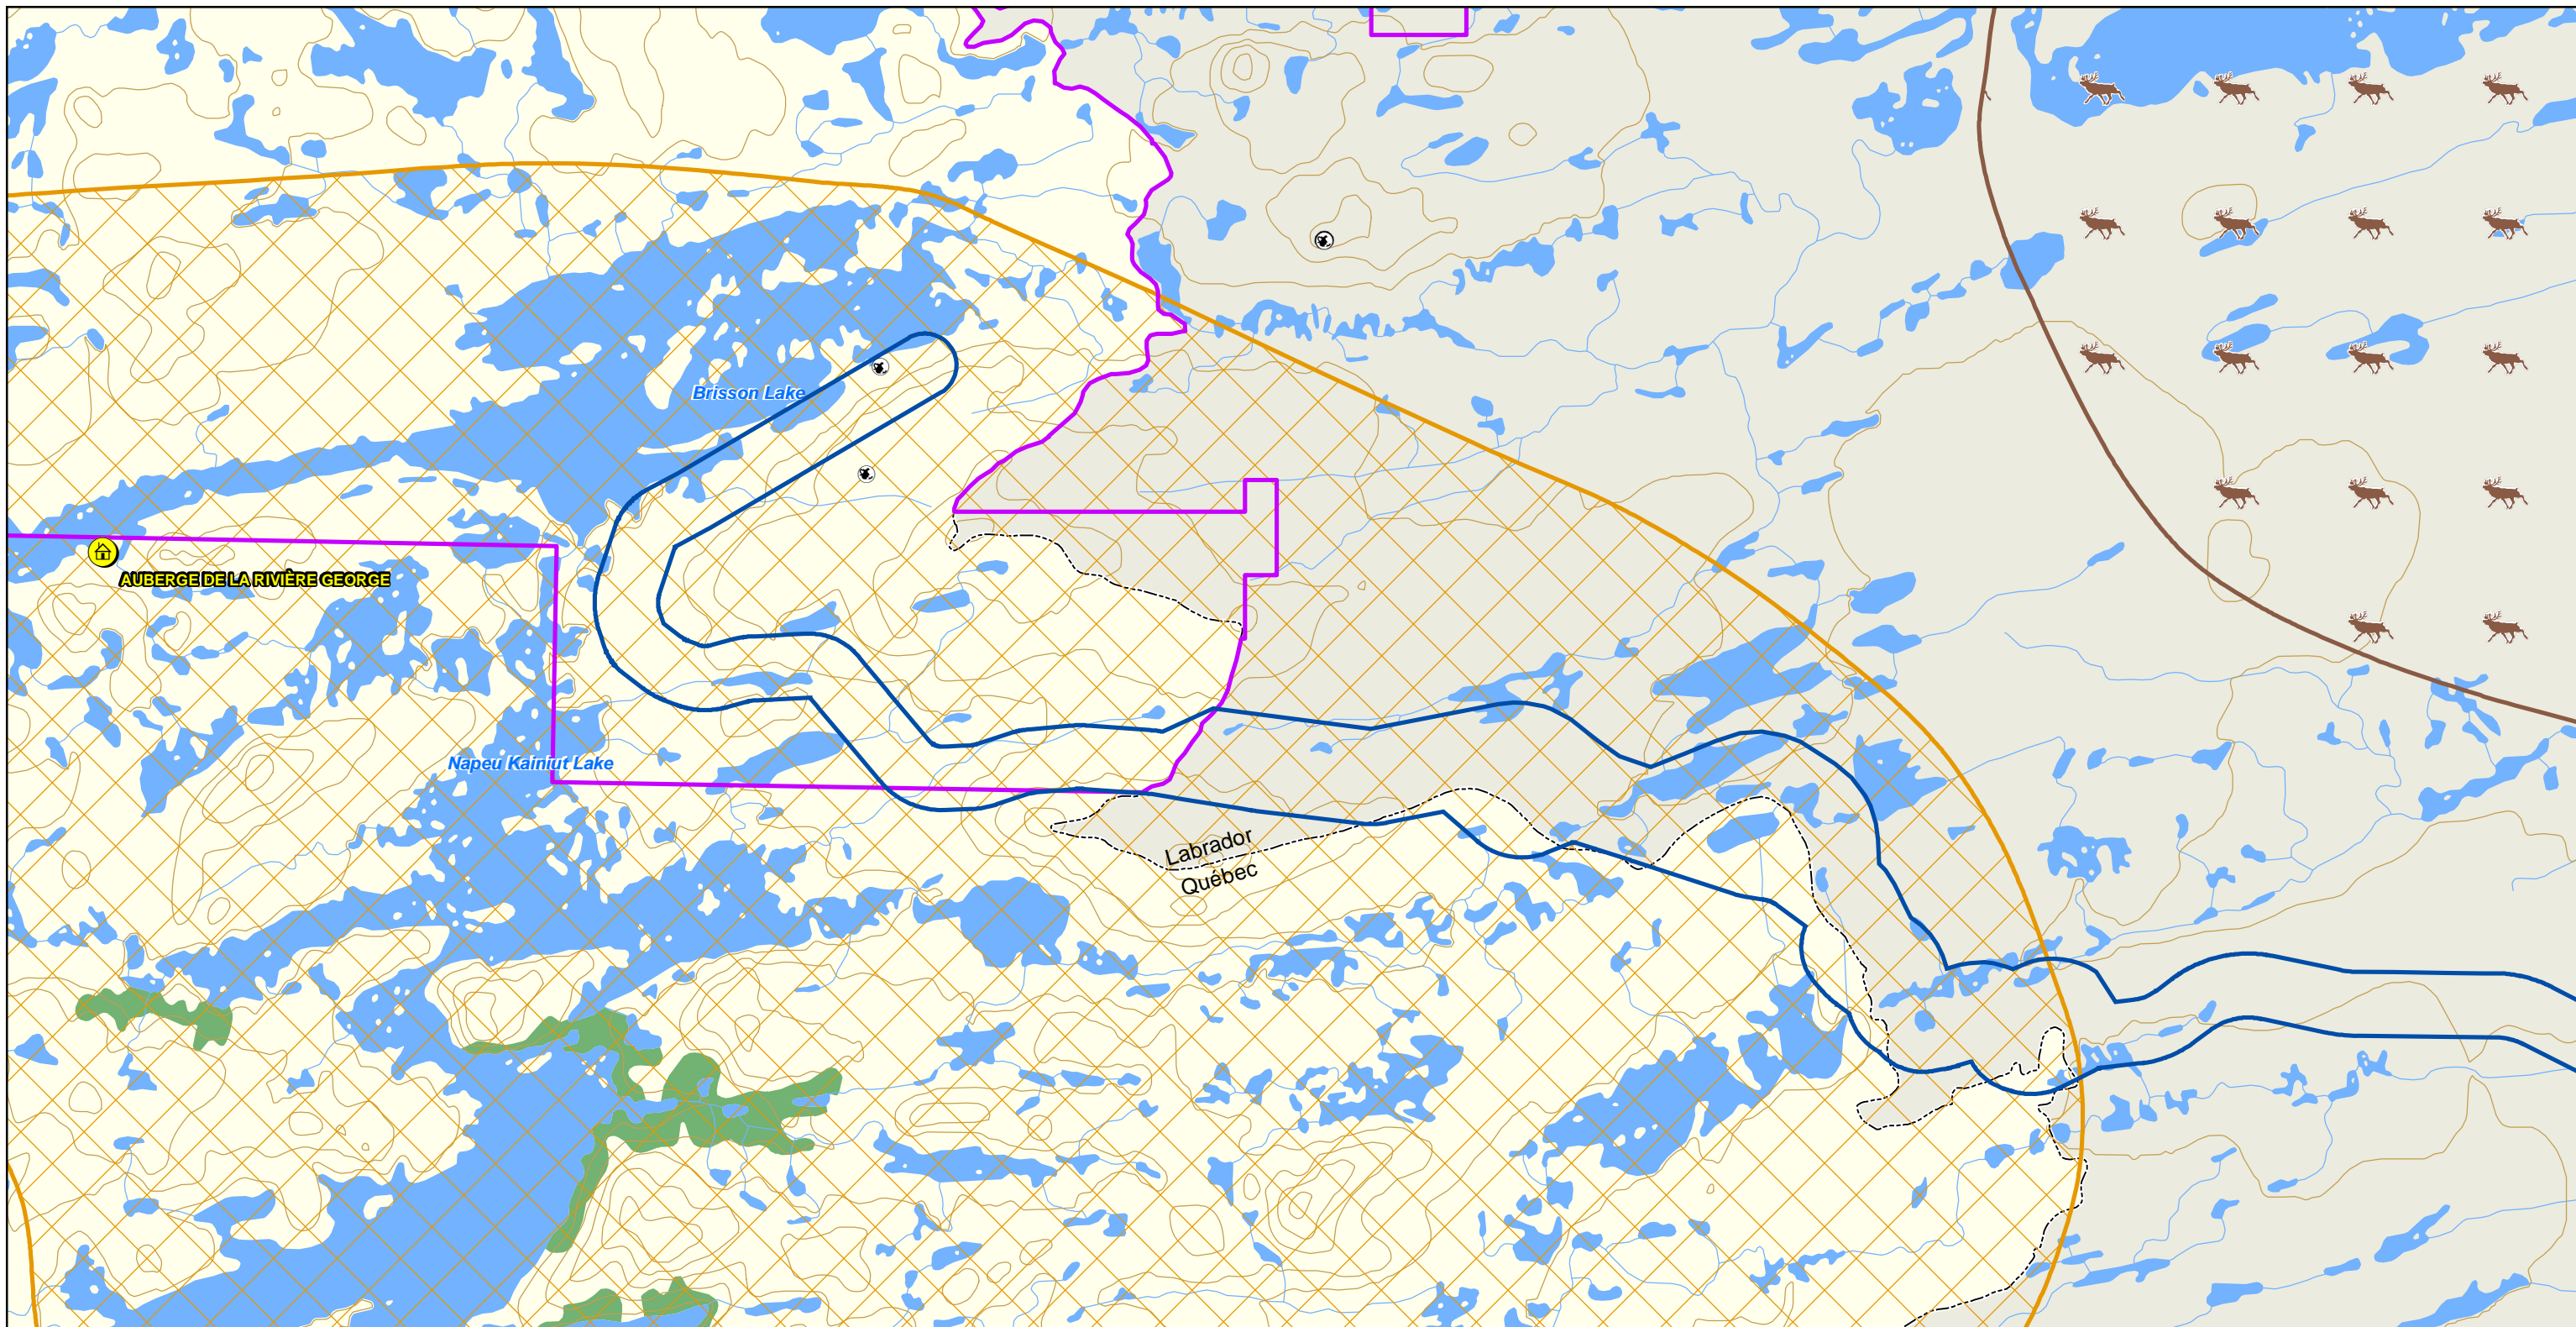 Brisson Lake
AUBERGE DE LA RIVIÈRE GEORGE
Napeu Kainiut Lake
Labrador
Québec